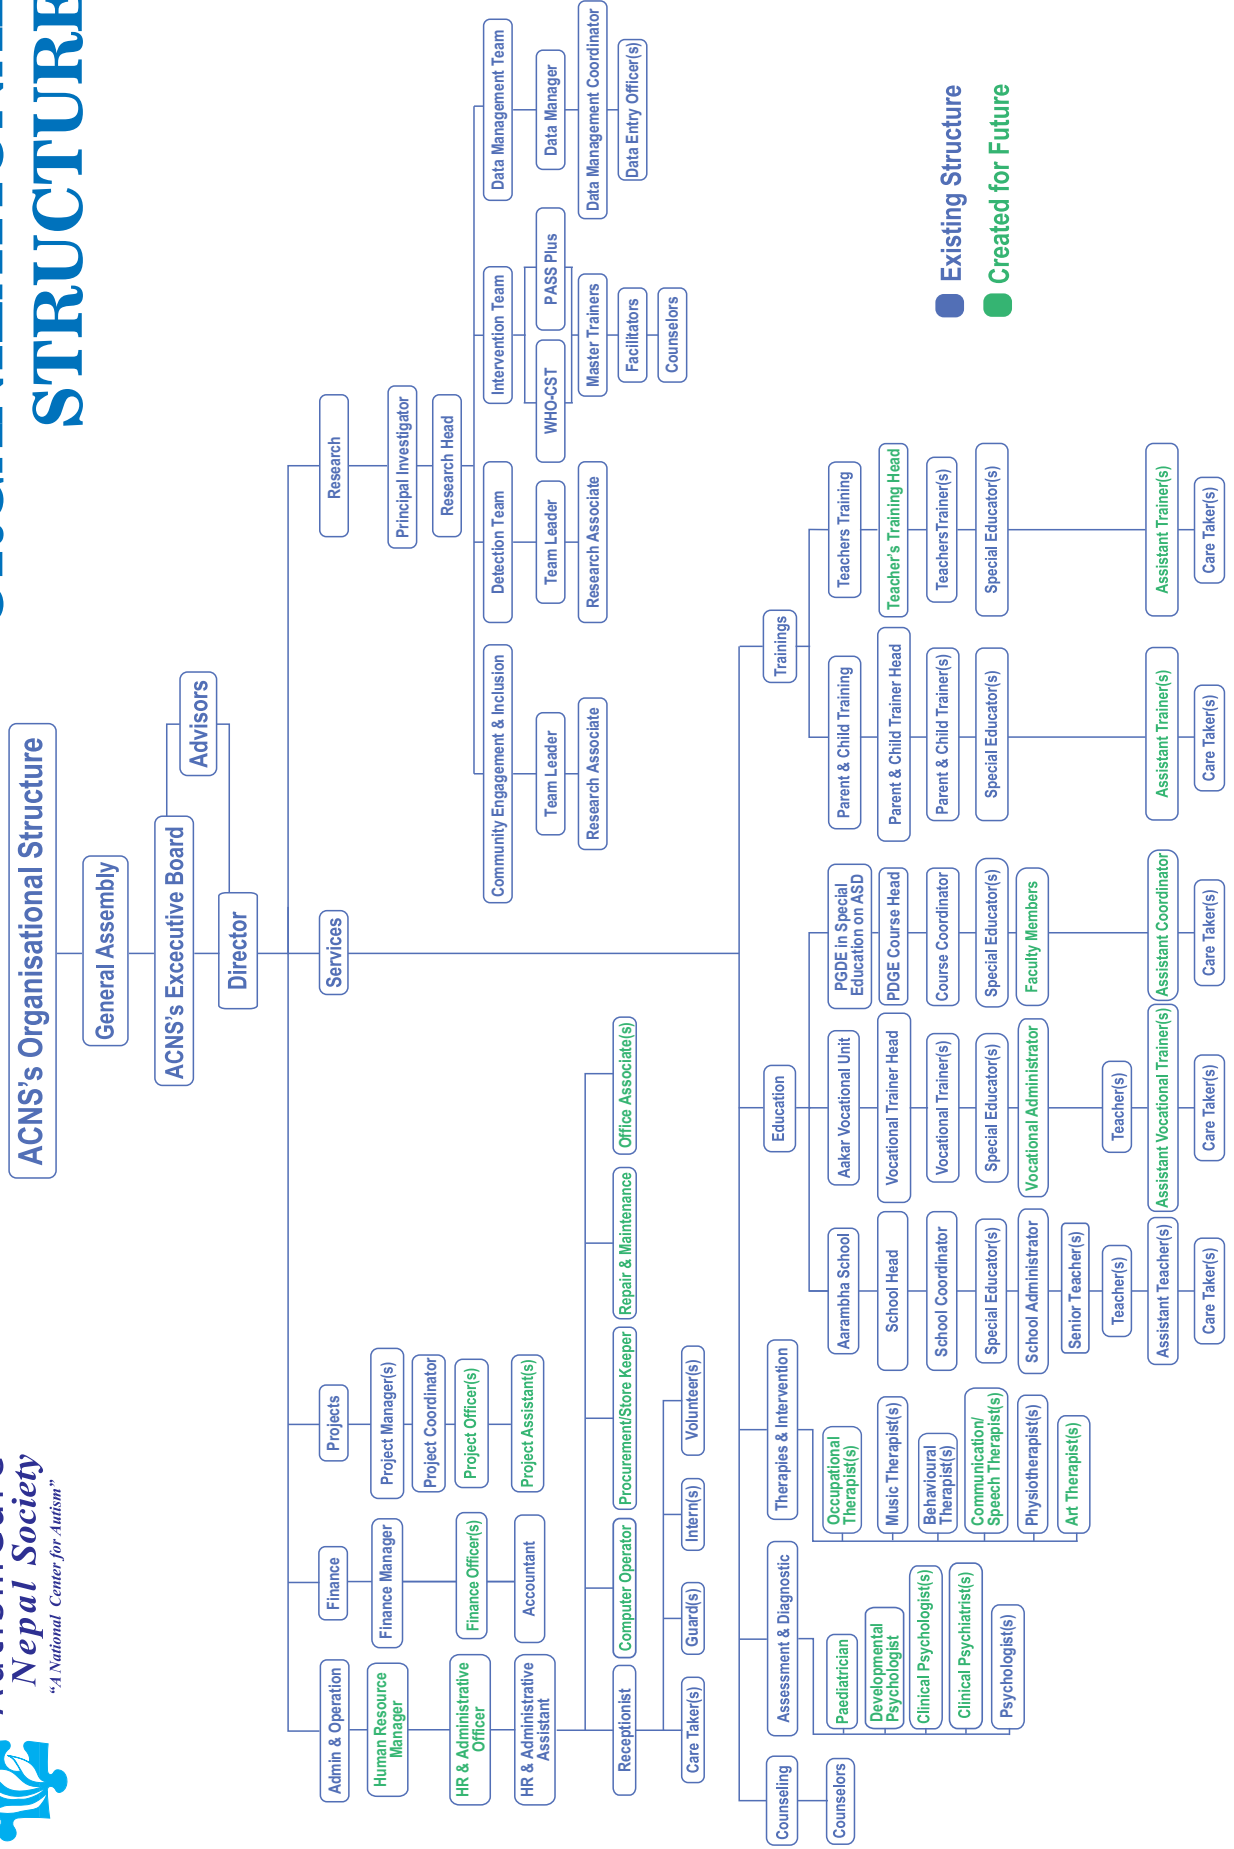 Nepal Society
“A National Center for Autism”
STRUCTURE
ACNS's Organisational Structure
General Assembly
ACNS's Excecutive Board
Advisors
Director
Admin & Operation
Finance
Projects
Services
Research
Human Resource
Manager
HR & Administrative
Officer
HR & Administrative
Assistant
Finance Manager
Finance Officer(s)
Accountant
Project Manager(s)
Project Coordinator
Project Officer(s)
Project Assistant(s)
Receptionist
Computer Operator
Procurement/Store Keeper
Repair & Maintenance
Office Associate(s)
Care Taker(s)
Guard(s)
Intern(s)
Volunteer(s)
Principal Investigator
Research Head
Community Engagement & Inclusion
Team Leader
Research Associate
Detection Team
Team Leader
Research Associate
Intervention Team
WHO-CST
PASS Plus
Master Trainers
Facilitators
Counselors
Data Management Team
Data Manager
Data Management Coordinator
Data Entry Officer(s)
Counseling
Counselors
Assessment & Diagnostic
Paediatrician
Developmental
Psychologist
Clinical Psychologist(s)
Clinical Psychiatrist(s)
Psychologist(s)
Therapies & Intervention
Occupational
Therapist(s)
Music Therapist(s)
Behavioural
Therapist(s)
Communication/
Speech Therapist(s)
Physiotherapist(s)
Art Therapist(s)
Education
Aarambha School
School Head
School Coordinator
Special Educator(s)
School Administrator
Senior Teacher(s)
Teacher(s)
Assistant Teacher(s)
Care Taker(s)
Aakar Vocational Unit
Vocational Trainer Head
Vocational Trainer(s)
Special Educator(s)
Vocational Administrator
Teacher(s)
Assistant Vocational Trainer(s)
Care Taker(s)
PGDE in Special
Education on ASD
PDGE Course Head
Course Coordinator
Special Educator(s)
Faculty Members
Assistant Coordinator
Care Taker(s)
Trainings
Parent & Child Training
Parent & Child Trainer Head
Parent & Child Trainer(s)
Special Educator(s)
Assistant Trainer(s)
Care Taker(s)
Teachers Training
Teacher's Training Head
TeachersTrainer(s)
Special Educator(s)
Assistant Trainer(s)
Care Taker(s)
Existing Structure
Created for Future